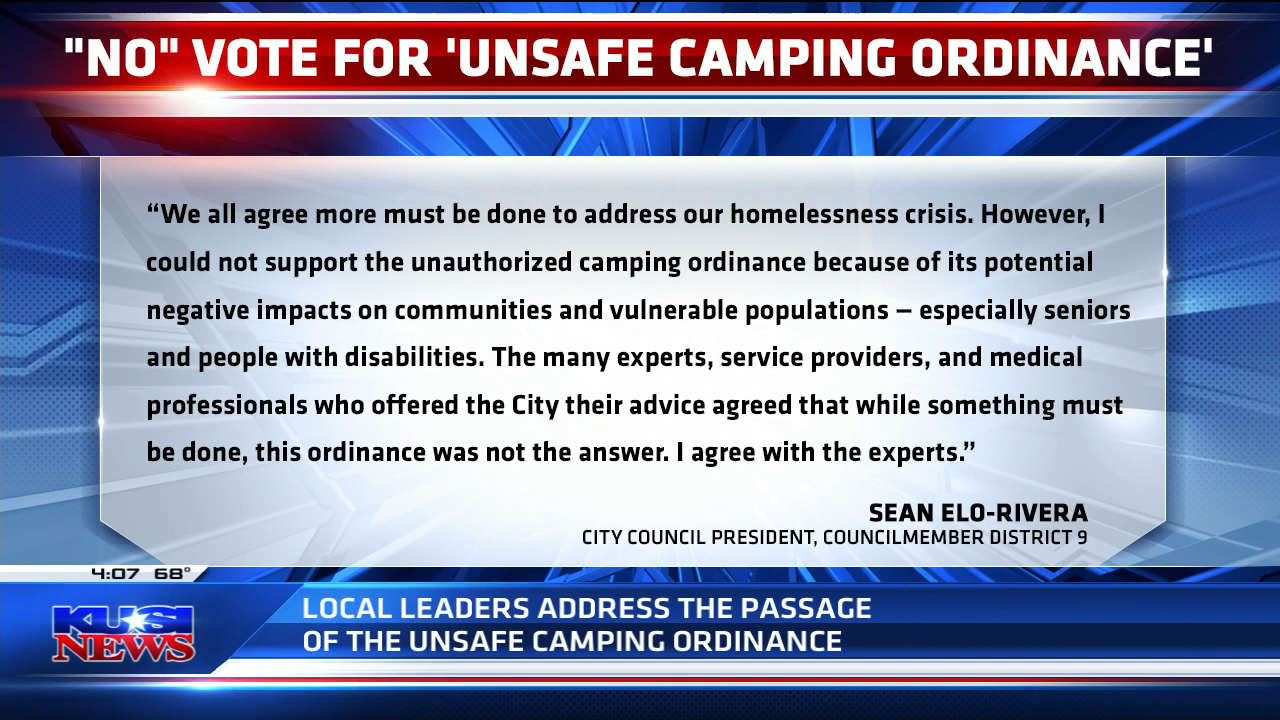 "NO" VOTE FOR 'UNSAFE CAMPING ORDINANCE'
“We all agree more must be done to address our homelessness crisis. However, I
could not support the unauthorized camping ordinance because of its potential
negative impacts on communities and vulnerable populations – especially seniors
and people with disabilities. The many experts, service providers, and medical
professionals who offered the City their advice agreed that while something must
be done, this ordinance was not the answer. I agree with the experts.”
SEAN ELO-RIVERA
CITY COUNCIL PRESIDENT, COUNCILMEMBER DISTRICT 9
4:07 68°
KUSI
NEWS
LOCAL LEADERS ADDRESS THE PASSAGE
OF THE UNSAFE CAMPING ORDINANCE